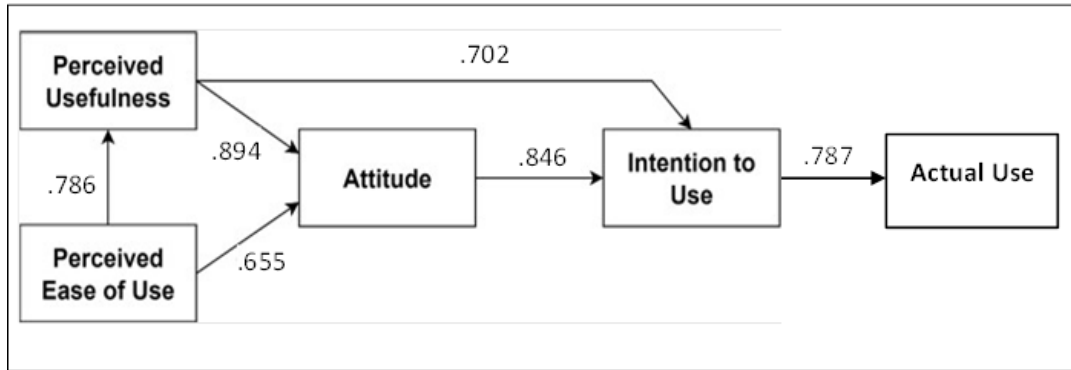 Perceived
Usefulness
.702
.894
.786
Attitude
.846
Intention to
Use
.787
Actual Use
Perceived
Ease of Use
.655